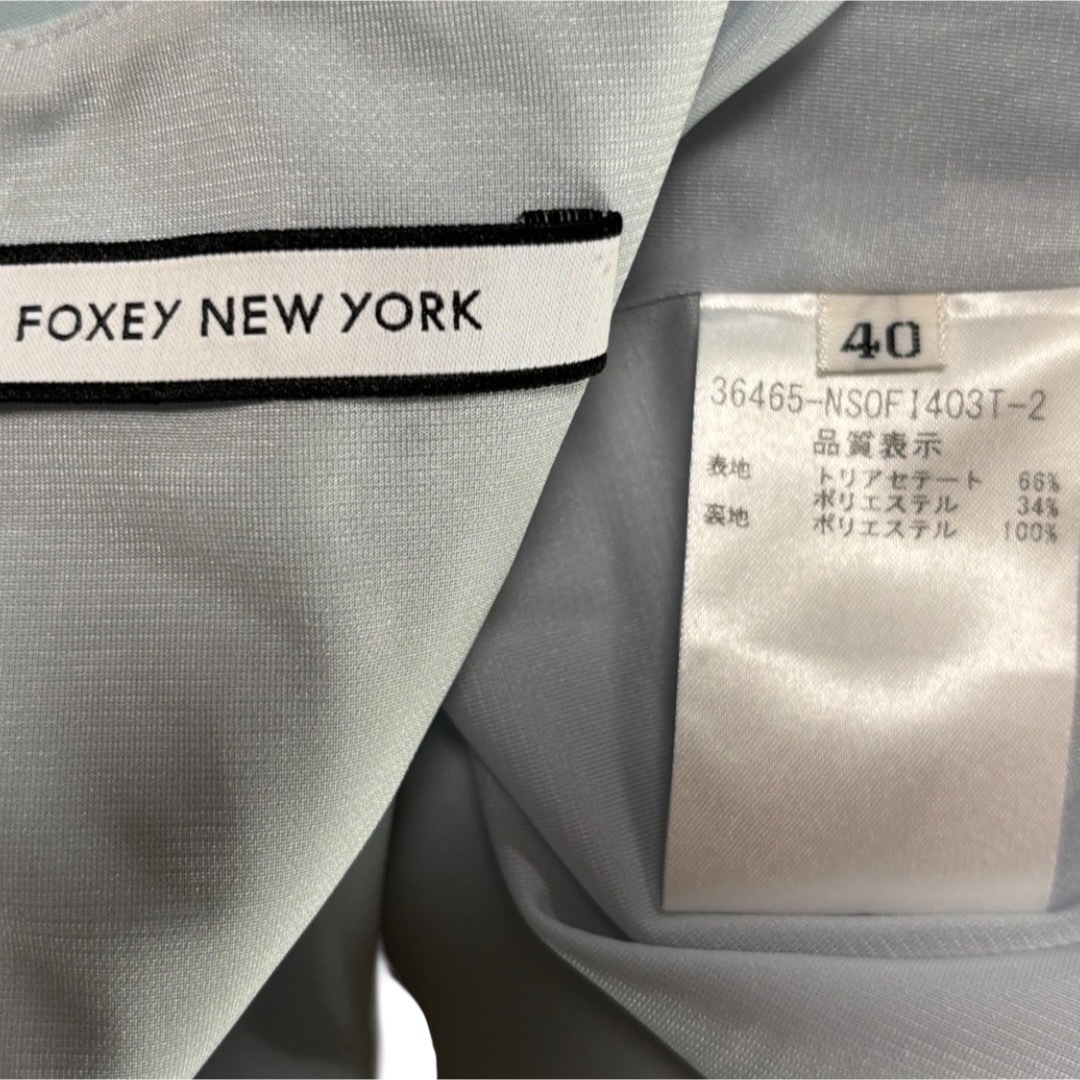 FOXEY NEW YORK
40
36465-NSOFI403T-2
品質表示
表地 トリアセテート 66%
ポリエステル 34%
裏地 ポリエステル 100%